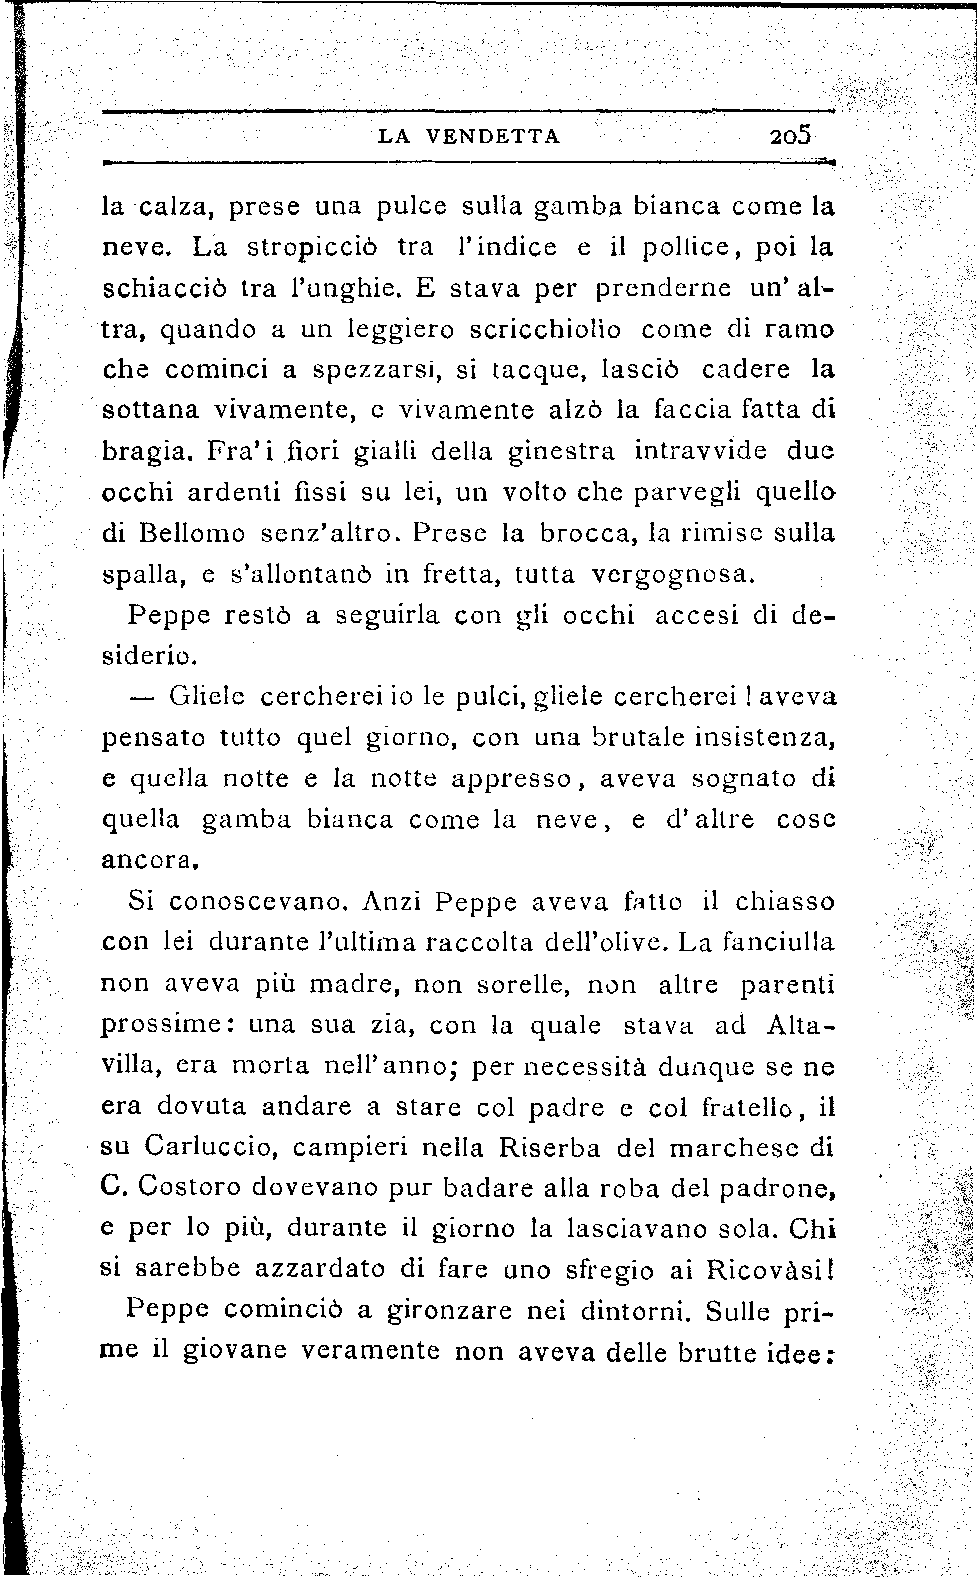 LA VENDETTA 205
la calza, prese una pulce sulla gamba bianca come la
neve. La stropicciò tra l'indice e il pollice, poi la
schiacciò tra l'unghie. E stava per prenderne un' al-
tra, quando a un leggiero scricchiolìo come di ramo
che cominci a spezzarsi, si tacque, lasciò cadere la
sottana vivamente, e vivamente alzò la faccia fatta di
bragia. Fra' i fiori gialli della ginestra intravvide due
occhi ardenti fissi su lei, un volto che parvegli quello
di Bellomo senz'altro. Prese la brocca, la rimise sulla
spalla, e s'allontanò in fretta, tutta vergognosa.
Peppe restò a seguirla con gli occhi accesi di de-
siderio.
— Gliele cercherei io le pulci, gliele cercherei! aveva
pensato tutto quel giorno, con una brutale insistenza,
e quella notte e la notte appresso, aveva sognato di
quella gamba bianca come la neve, e d'altre cose
ancora.
Si conoscevano. Anzi Peppe aveva fatto il chiasso
con lei durante l'ultima raccolta dell'olive. La fanciulla
non aveva più madre, non sorelle, non altre parenti
prossime: una sua zia, con la quale stava ad Alta-
villa, era morta nell'anno; per necessità dunque se ne
era dovuta andare a stare col padre e col fratello, il
su Carluccio, campieri nella Riserba del marchese di
C. Costoro dovevano pur badare alla roba del padrone,
e per lo più, durante il giorno la lasciavano sola. Chi
si sarebbe azzardato di fare uno sfregio ai Ricovàsi!
Peppe cominciò a gironzare nei dintorni. Sulle pri-
me il giovane veramente non aveva delle brutte idee: